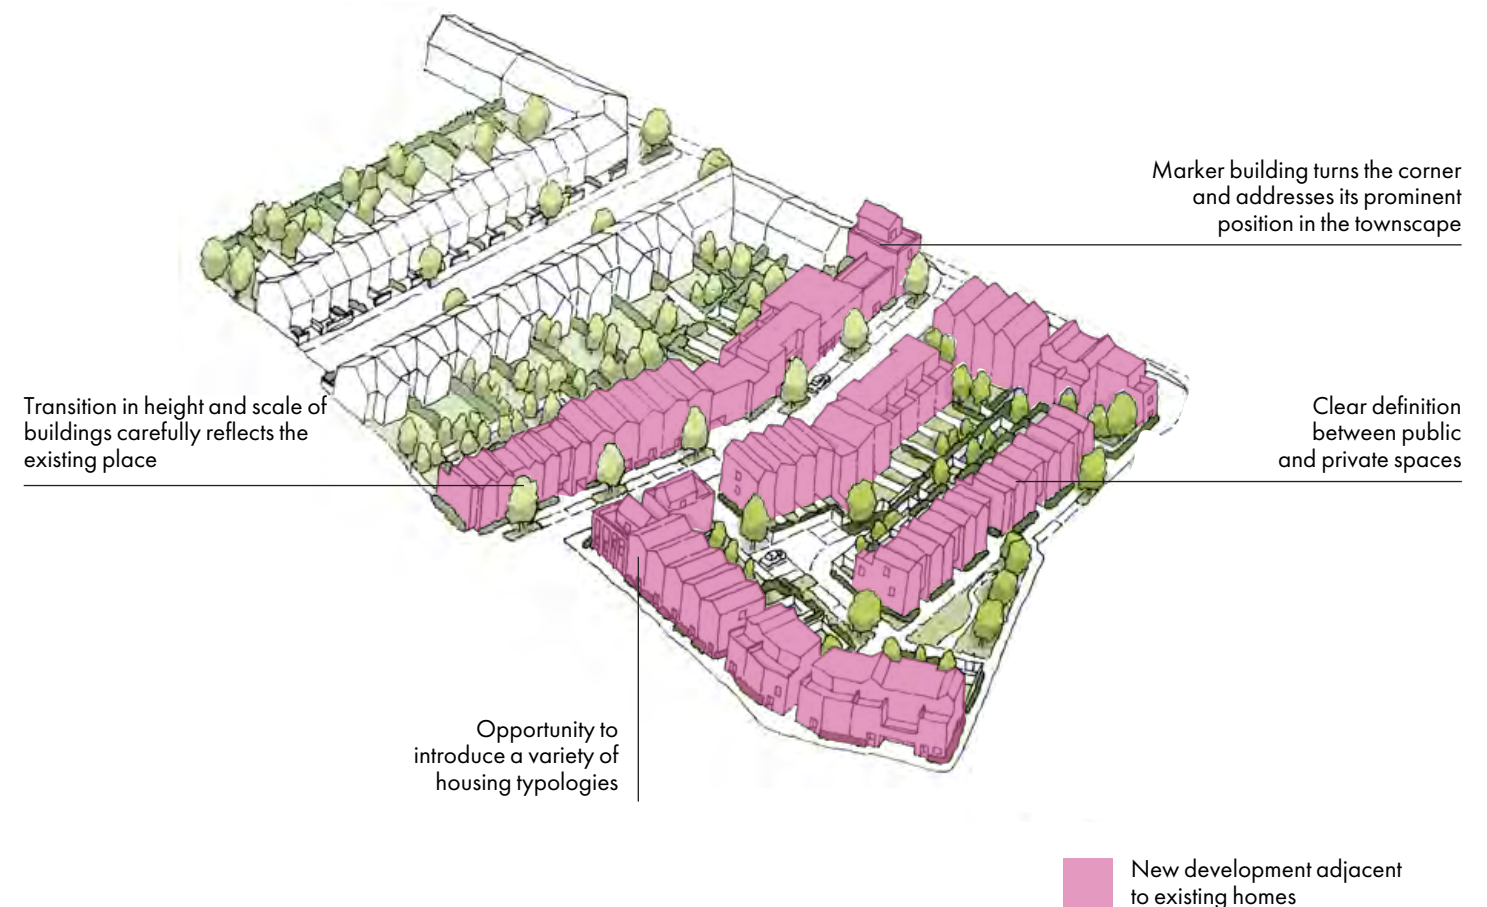 Marker building turns the corner
and addresses its prominent
position in the townscape
Transition in height and scale of
buildings carefully reflects the
existing place
Clear definition
between public
and private spaces
Opportunity to
introduce a variety of
housing typologies
New development adjacent
to existing homes